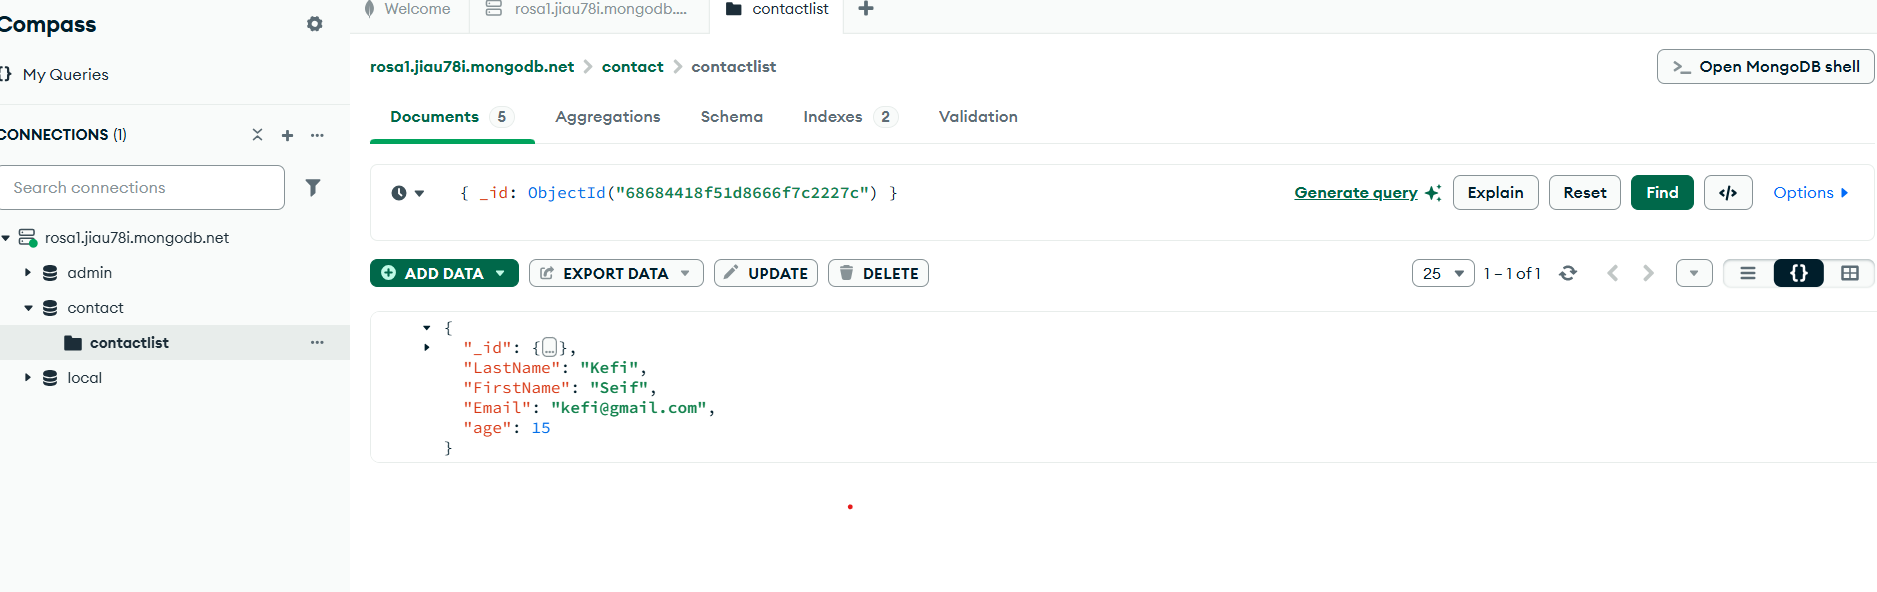 Compass
My Queries
CONNECTIONS (1)
Search connections
rosa1.jiau78i.mongodb.net
admin
contact
contactlist
local
Welcome
rosa1.jiau78i.mongodb....
contactlist
rosa1.jiau78i.mongodb.net > contact > contactlist
>_ Open MongoDB shell
Documents 5 Aggregations Schema Indexes 2 Validation
{ _id: ObjectId("68684418f51d8666f7c2227c") }
Generate query Explain Reset Find </> Options
ADD DATA EXPORT DATA UPDATE DELETE
25 1 – 1 of 1 {}
{
"_id": {…},
"LastName": "Kefi",
"FirstName": "Seif",
"Email": "kefi@gmail.com",
"age": 15
}